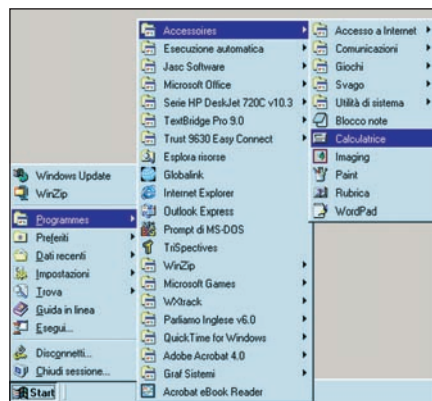 Windows Update
WinZip
Programmes
Preferiti
Dati recenti
Impostazioni
Trova
Guida in linea
Esegui...
Disconnetti...
Chiudi sessione...
Start
Accessoires
Esecuzione automatica
Jasc Software
Microsoft Office
Serie HP DeskJet 720C v10.3
TextBridge Pro 9.0
Trust 9630 Easy Connect
Esplora risorse
Globalink
Internet Explorer
Outlook Express
Prompt di MS-DOS
TriSpectives
WinZip
Microsoft Games
WXtrack
Parliamo Inglese v6.0
QuickTime for Windows
Adobe Acrobat 4.0
Graf Sistemi
Acrobat eBook Reader
Accesso a Internet
Comunicazioni
Giochi
Svago
Utilità di sistema
Blocco note
Calculatrice
Imaging
Paint
Rubrica
WordPad